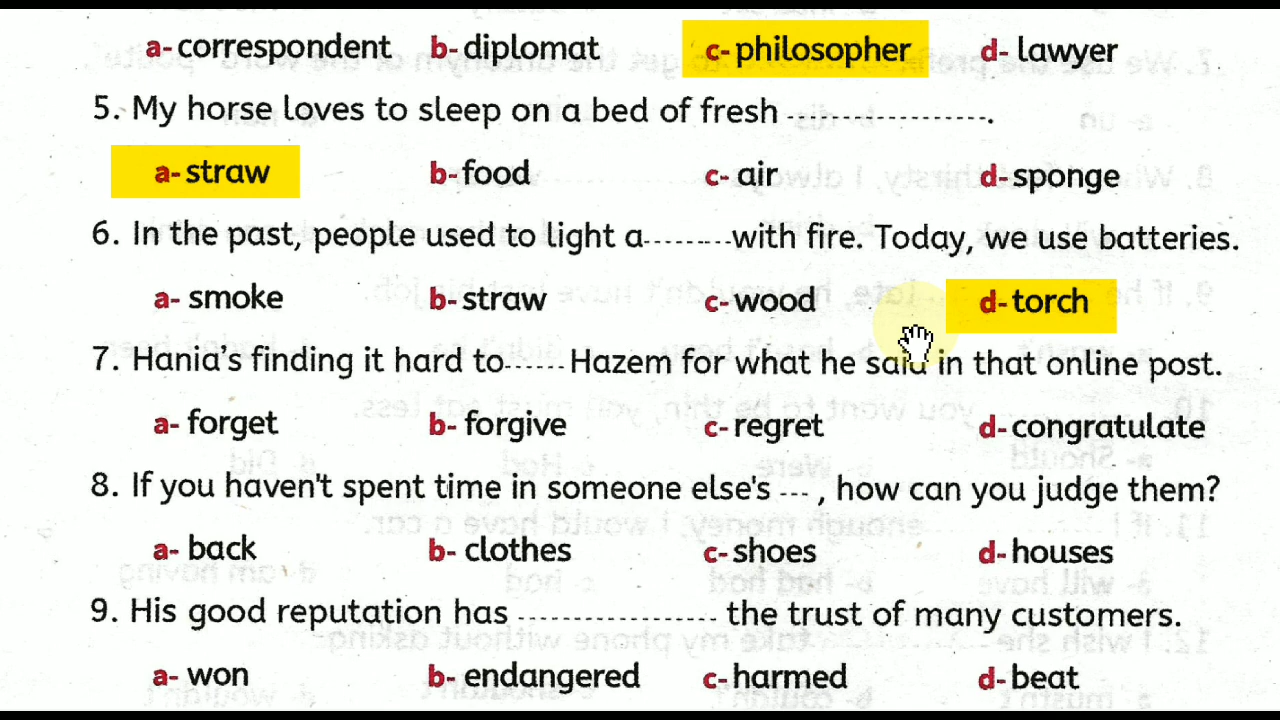 a- correspondent b- diplomat c- philosopher d- lawyer
5. My horse loves to sleep on a bed of fresh -------------------.
a- straw b- food c- air d- sponge
6. In the past, people used to light a--------- with fire. Today, we use batteries.
a- smoke b- straw c- wood d- torch
7. Hania's finding it hard to------ Hazem for what he said in that online post.
a- forget b- forgive c- regret d- congratulate
8. If you haven't spent time in someone else's --- , how can you judge them?
a- back b- clothes c- shoes d- houses
9. His good reputation has ------------------ the trust of many customers.
a- won b- endangered c- harmed d- beat